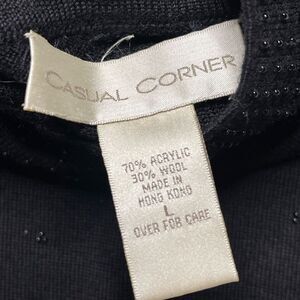 CASUAL CORNER
70% ACRYLIC
30% WOOL
MADE IN
HONG KONG
L
OVER FOR CARE